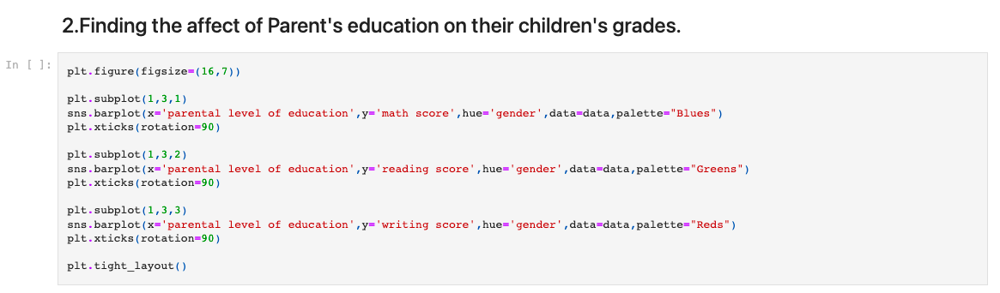 2.Finding the affect of Parent's education on their children's grades.
In [ ]:
plt.figure(figsize=(16,7))
plt.subplot(1,3,1)
sns.barplot(x='parental level of education',y='math score',hue='gender',data=data,palette="Blues")
plt.xticks(rotation=90)
plt.subplot(1,3,2)
sns.barplot(x='parental level of education',y='reading score',hue='gender',data=data,palette="Greens")
plt.xticks(rotation=90)
plt.subplot(1,3,3)
sns.barplot(x='parental level of education',y='writing score',hue='gender',data=data,palette="Reds")
plt.xticks(rotation=90)
plt.tight_layout()